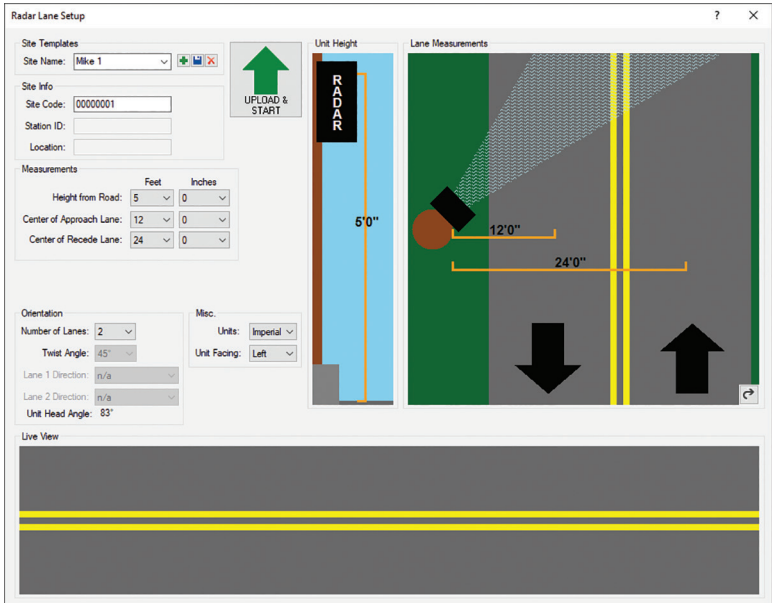 Radar Lane Setup
Site Templates
Site Name: Mike 1
Site Info
Site Code: 00000001
Station ID:
Location:
UPLOAD &
START
Measurements
Feet Inches
Height from Road: 5 0
Center of Approach Lane: 12 0
Center of Recede Lane: 24 0
Orientation
Number of Lanes: 2
Twist Angle: 45°
Lane 1 Direction: n/a
Lane 2 Direction: n/a
Unit Head Angle: 83°
Misc.
Units: Imperial
Unit Facing: Left
Unit Height
RADAR
5'0"
Lane Measurements
12'0"
24'0"
Live View